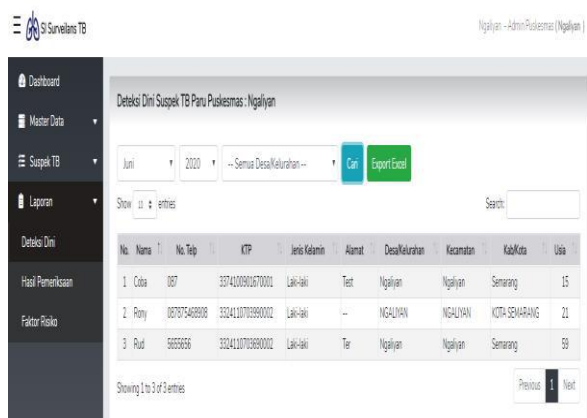 SI Surveilans TB
Ngaliyan - Admin Puskesmas ( Ngaliyan )
Dashboard
Master Data
Suspek TB
Laporan
Deteksi Dini
Hasil Pemeriksaan
Faktor Risiko
Deteksi Dini Suspek TB Paru Puskesmas : Ngaliyan
Juni 2020 -- Semua Desa/Kelurahan -- Cari Export Excel
Show entries Search:
No. Nama No. Telp KTP Jenis Kelamin Alamat Desa/Kelurahan Kecamatan Kab/Kota Usia
1 Coba 087 3374100901670001 Laki-laki Test Ngaliyan Ngaliyan Semarang 15
2 Rony 087875468908 3324110703990002 Laki-laki -- NGALIYAN NGALIYAN KOTA SEMARANG 21
3 Rud 5655656 3324110703690002 Laki-laki Ter Ngaliyan Ngaliyan Semarang 59
Showing 1 to 3 of 3 entries
Previous 1 Next